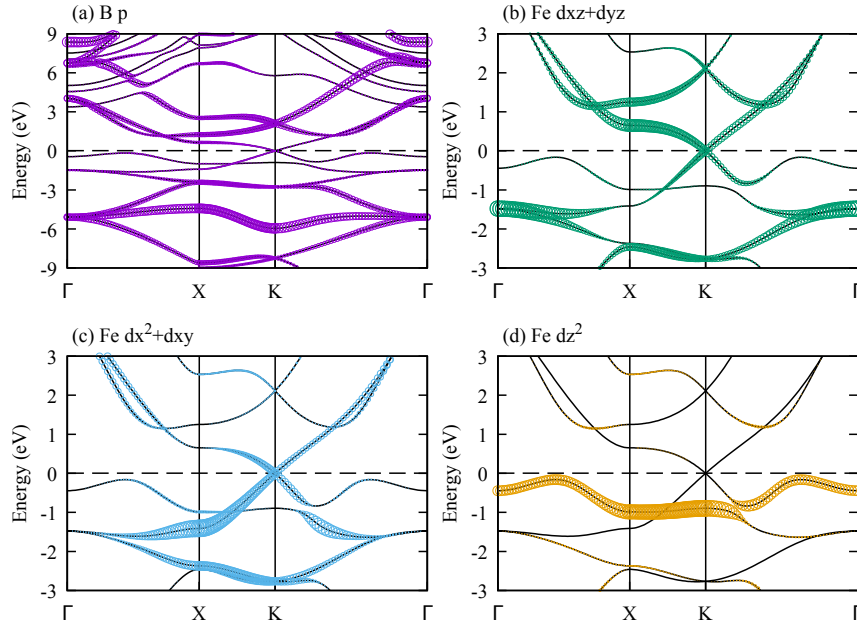 (a) B p
(b) Fe dxz+dyz
9
6
3
0
-3
-6
-9
Energy (eV)
Γ X K Γ
3
2
1
0
-1
-2
-3
Energy (eV)
Γ X K Γ
(c) Fe dx²+dxy
(d) Fe dz²
3
2
1
0
-1
-2
-3
Energy (eV)
Γ X K Γ
3
2
1
0
-1
-2
-3
Energy (eV)
Γ X K Γ